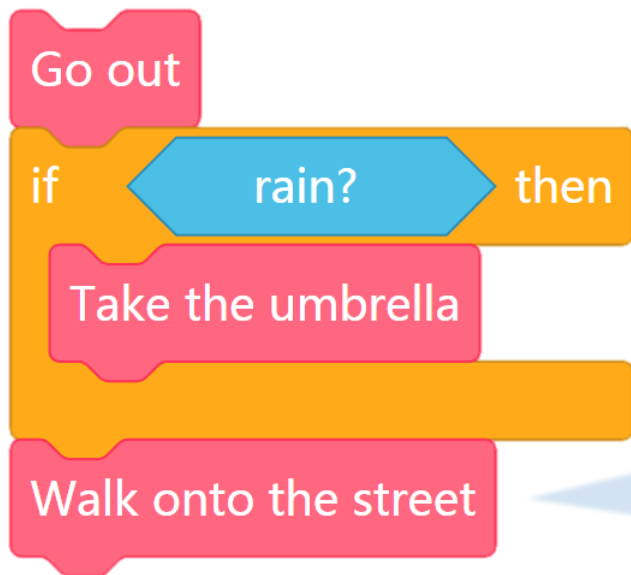 Go out
if rain? then
Take the umbrella
Walk onto the street